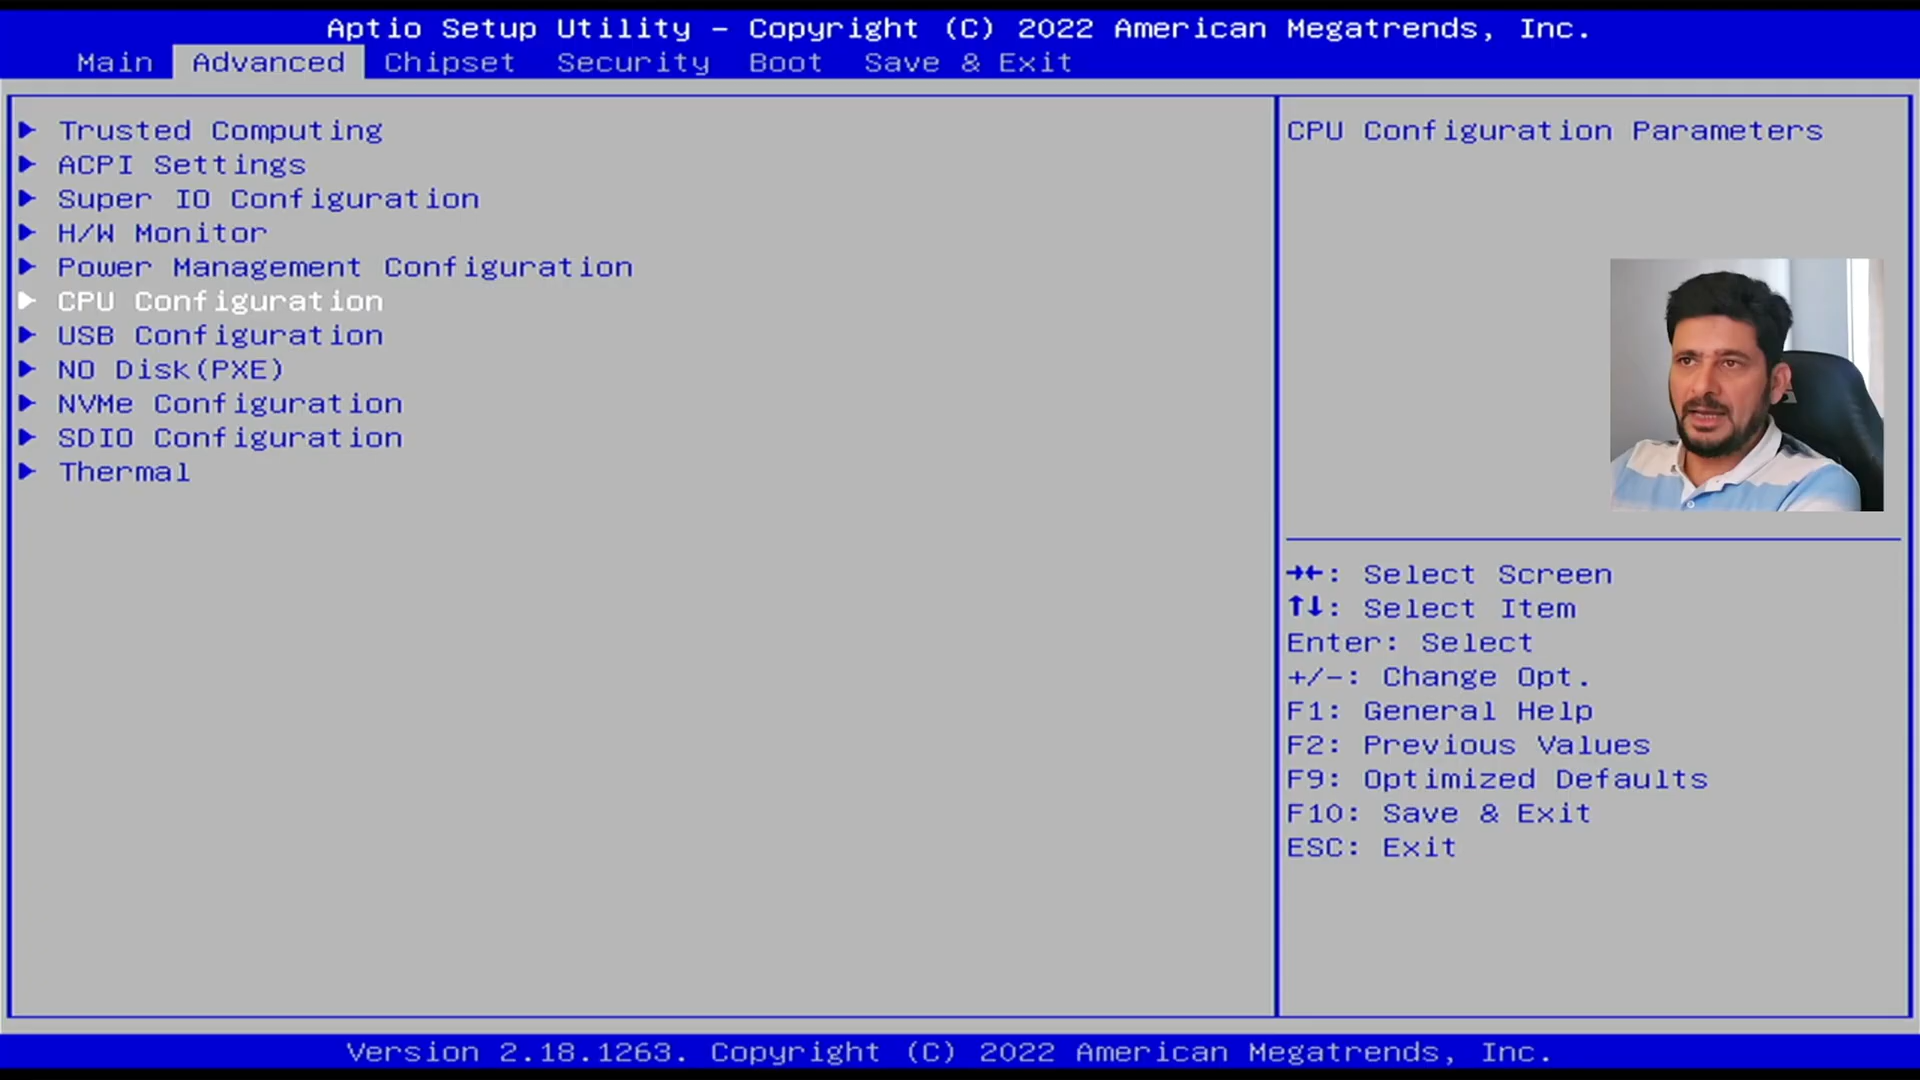 Aptio Setup Utility – Copyright (C) 2022 American Megatrends, Inc.
Main Advanced Chipset Security Boot Save & Exit
Trusted Computing
ACPI Settings
Super IO Configuration
H/W Monitor
Power Management Configuration
CPU Configuration
USB Configuration
NO Disk(PXE)
NVMe Configuration
SDIO Configuration
Thermal
CPU Configuration Parameters
→←: Select Screen
↑↓: Select Item
Enter: Select
+/-: Change Opt.
F1: General Help
F2: Previous Values
F9: Optimized Defaults
F10: Save & Exit
ESC: Exit
Version 2.18.1263. Copyright (C) 2022 American Megatrends, Inc.